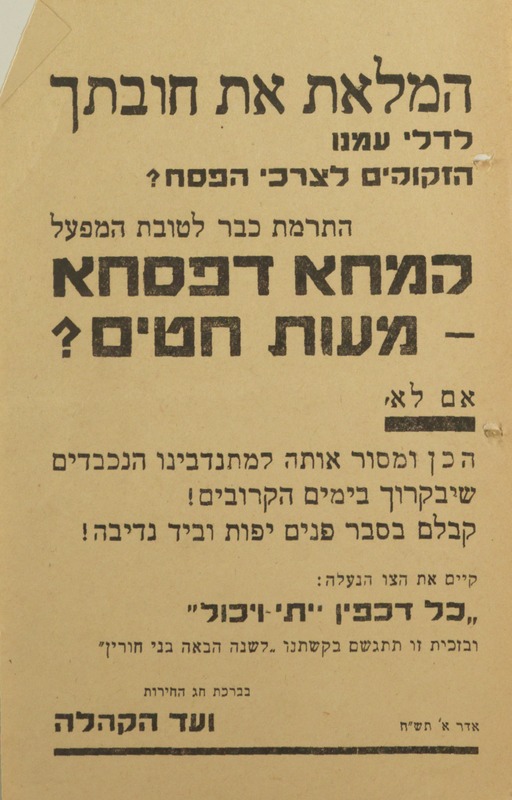 המלאת את חובתך
לדלי עמנו
הזקוקים לצרכי הפסח?
התרמת כבר לטובת המפעל
קמחא דפסחא
– מעות חטים?
אם לא,
הכן ומסור אותה למתנדבינו הנכבדים
שיבקרוך בימים הקרובים!
קבלם בסבר פנים יפות וביד נדיבה!
קיים את הצו הנעלה:
„כל דכפין ייתי ויכול"
ובזכית זו תתגשם בקשתנו „לשנה הבאה בני חורין"
בברכת חג החירות
ועד הקהלה
אדר א' תש"ח